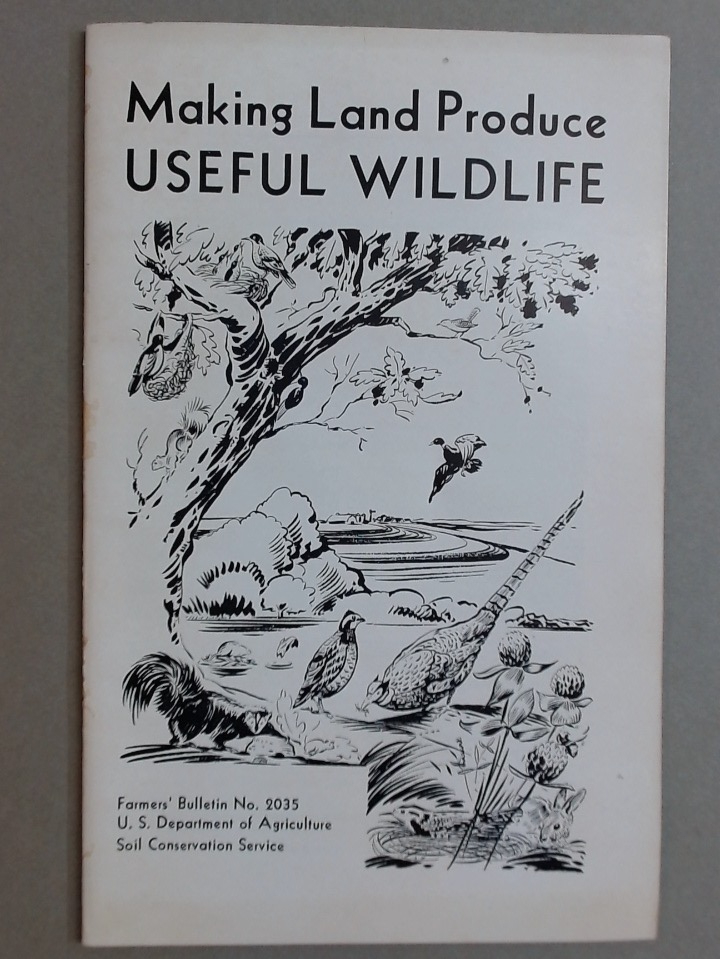 Making Land Produce
USEFUL WILDLIFE
Farmers' Bulletin No. 2035
U. S. Department of Agriculture
Soil Conservation Service